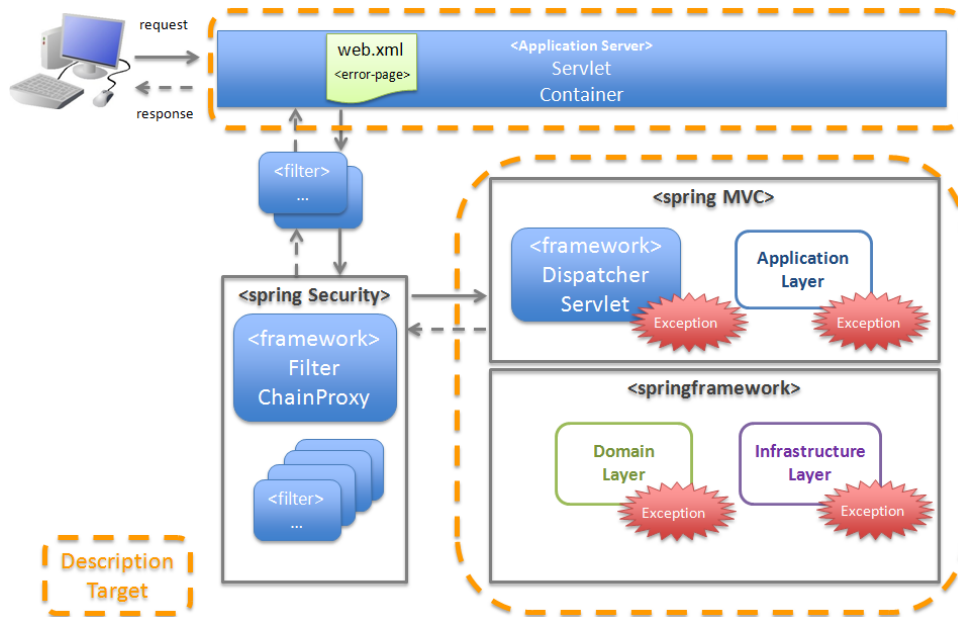 request
response
web.xml
<error-page>
<Application Server>
Servlet
Container
<filter>
...
<spring Security>
<framework>
Filter
ChainProxy
<filter>
...
<spring MVC>
<framework>
Dispatcher
Servlet
Exception
Application
Layer
Exception
<springframework>
Domain
Layer
Exception
Infrastructure
Layer
Exception
Description
Target